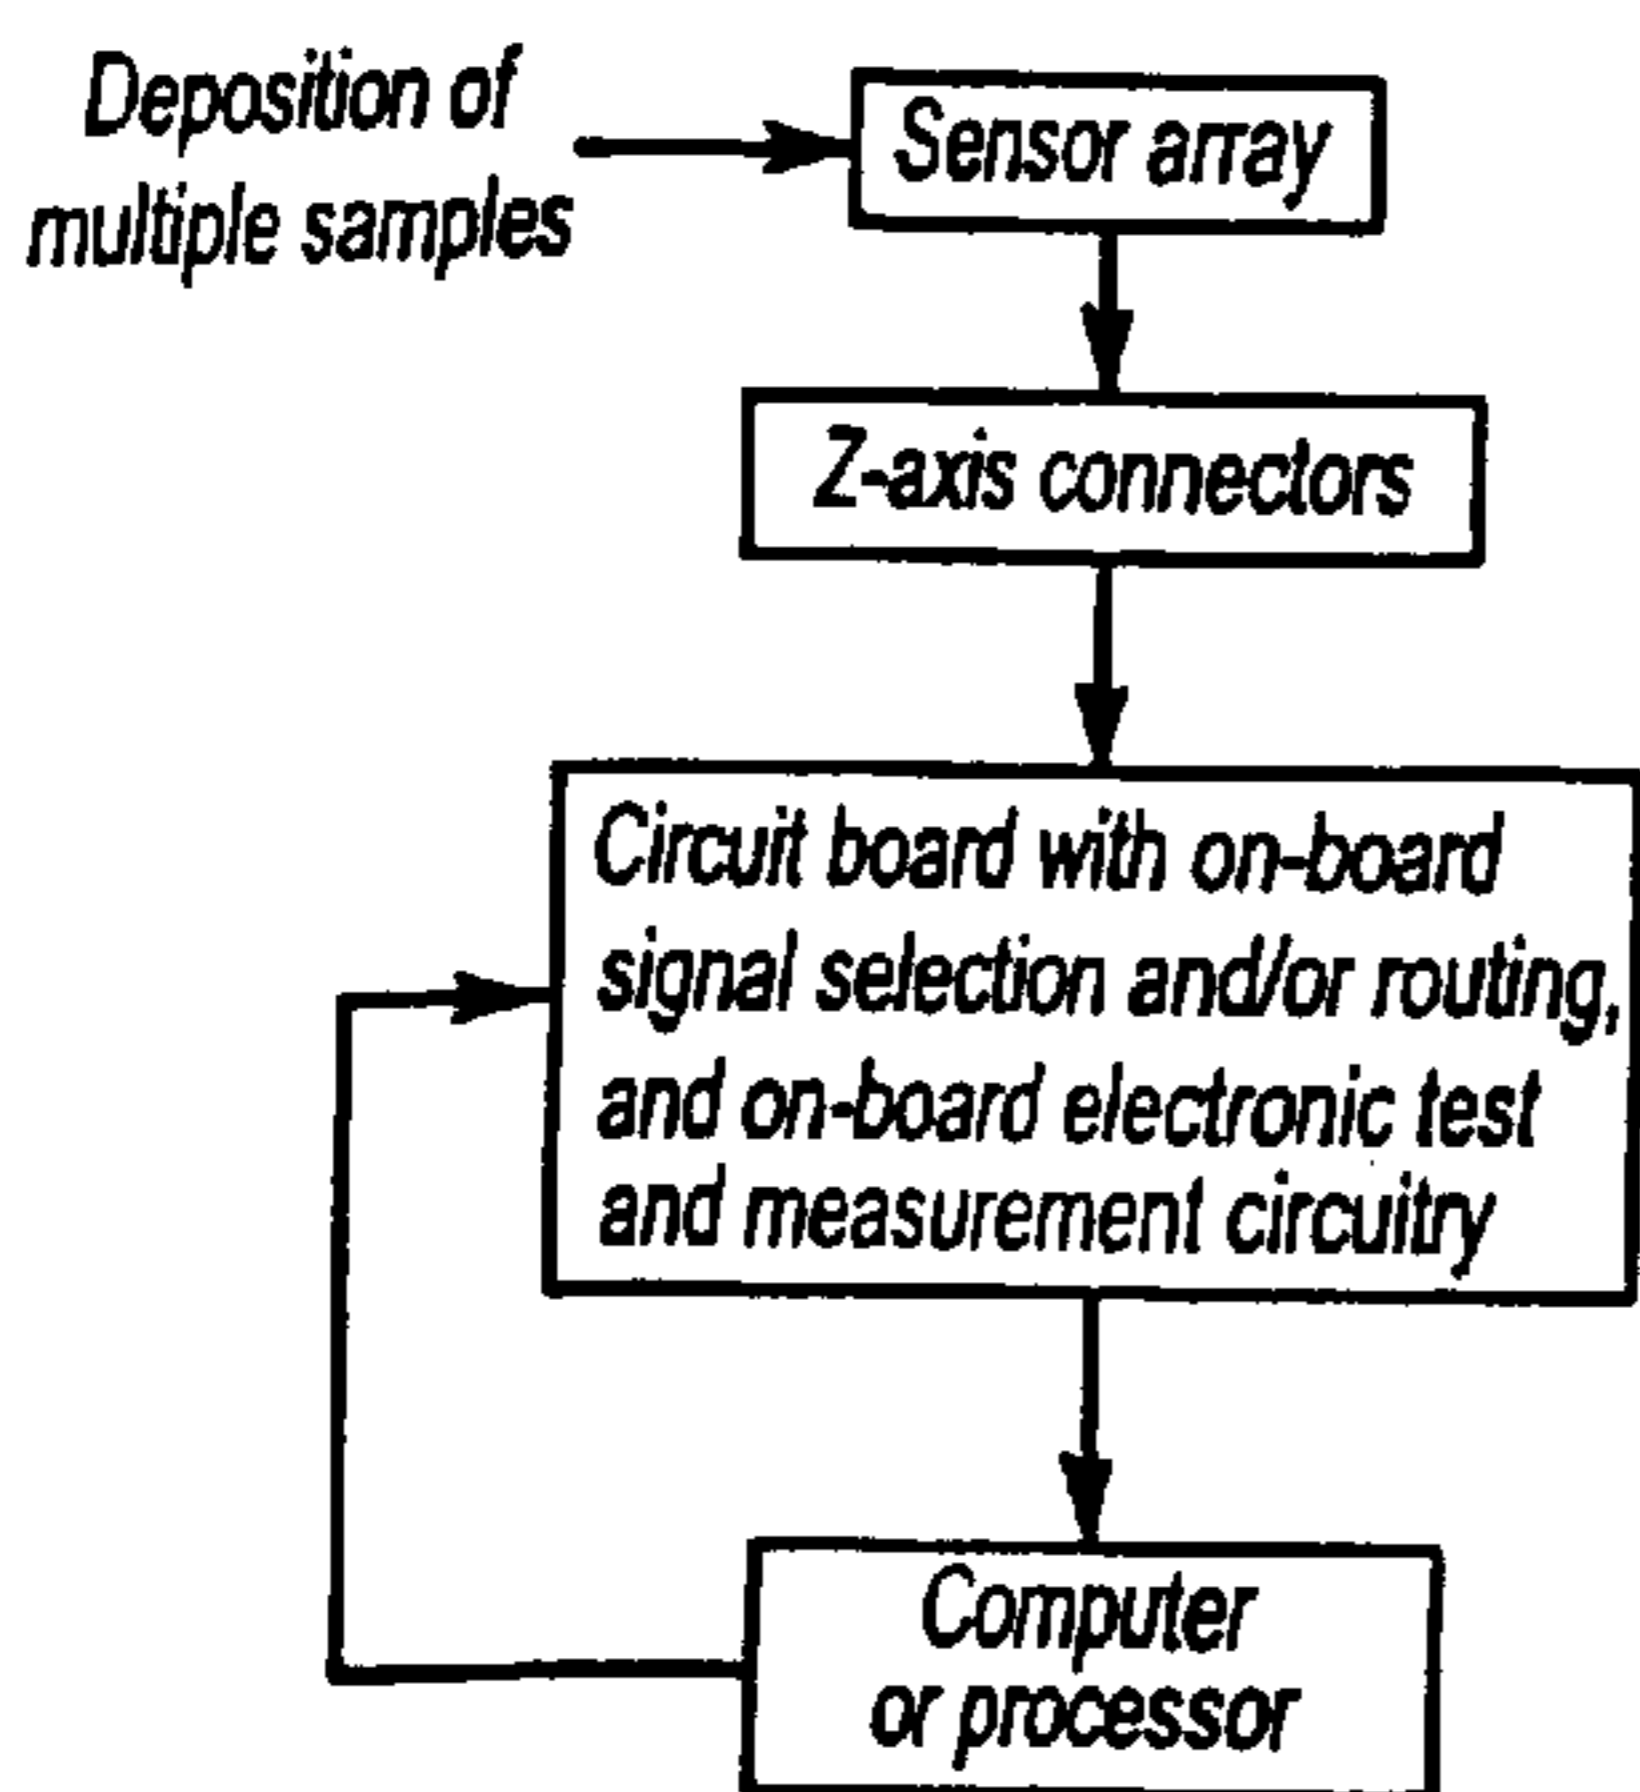 Deposition of
multiple samples
Sensor array
Z-axis connectors
Circuit board with on-board
signal selection and/or routing,
and on-board electronic test
and measurement circuitry
Computer
or processor